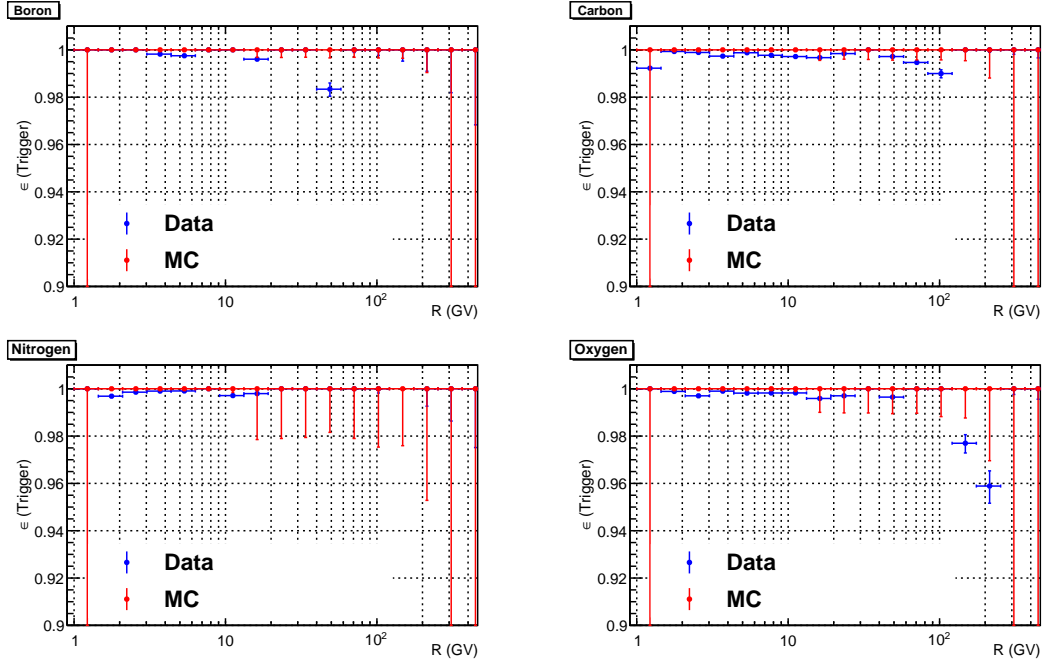 Boron
1
0.98
0.96
0.94
0.92
0.9
∈ (Trigger)
Data
MC
1
10
10²
R (GV)
Carbon
1
0.98
0.96
0.94
0.92
0.9
∈ (Trigger)
Data
MC
1
10
10²
R (GV)
Nitrogen
1
0.98
0.96
0.94
0.92
0.9
∈ (Trigger)
Data
MC
1
10
10²
R (GV)
Oxygen
1
0.98
0.96
0.94
0.92
0.9
∈ (Trigger)
Data
MC
1
10
10²
R (GV)